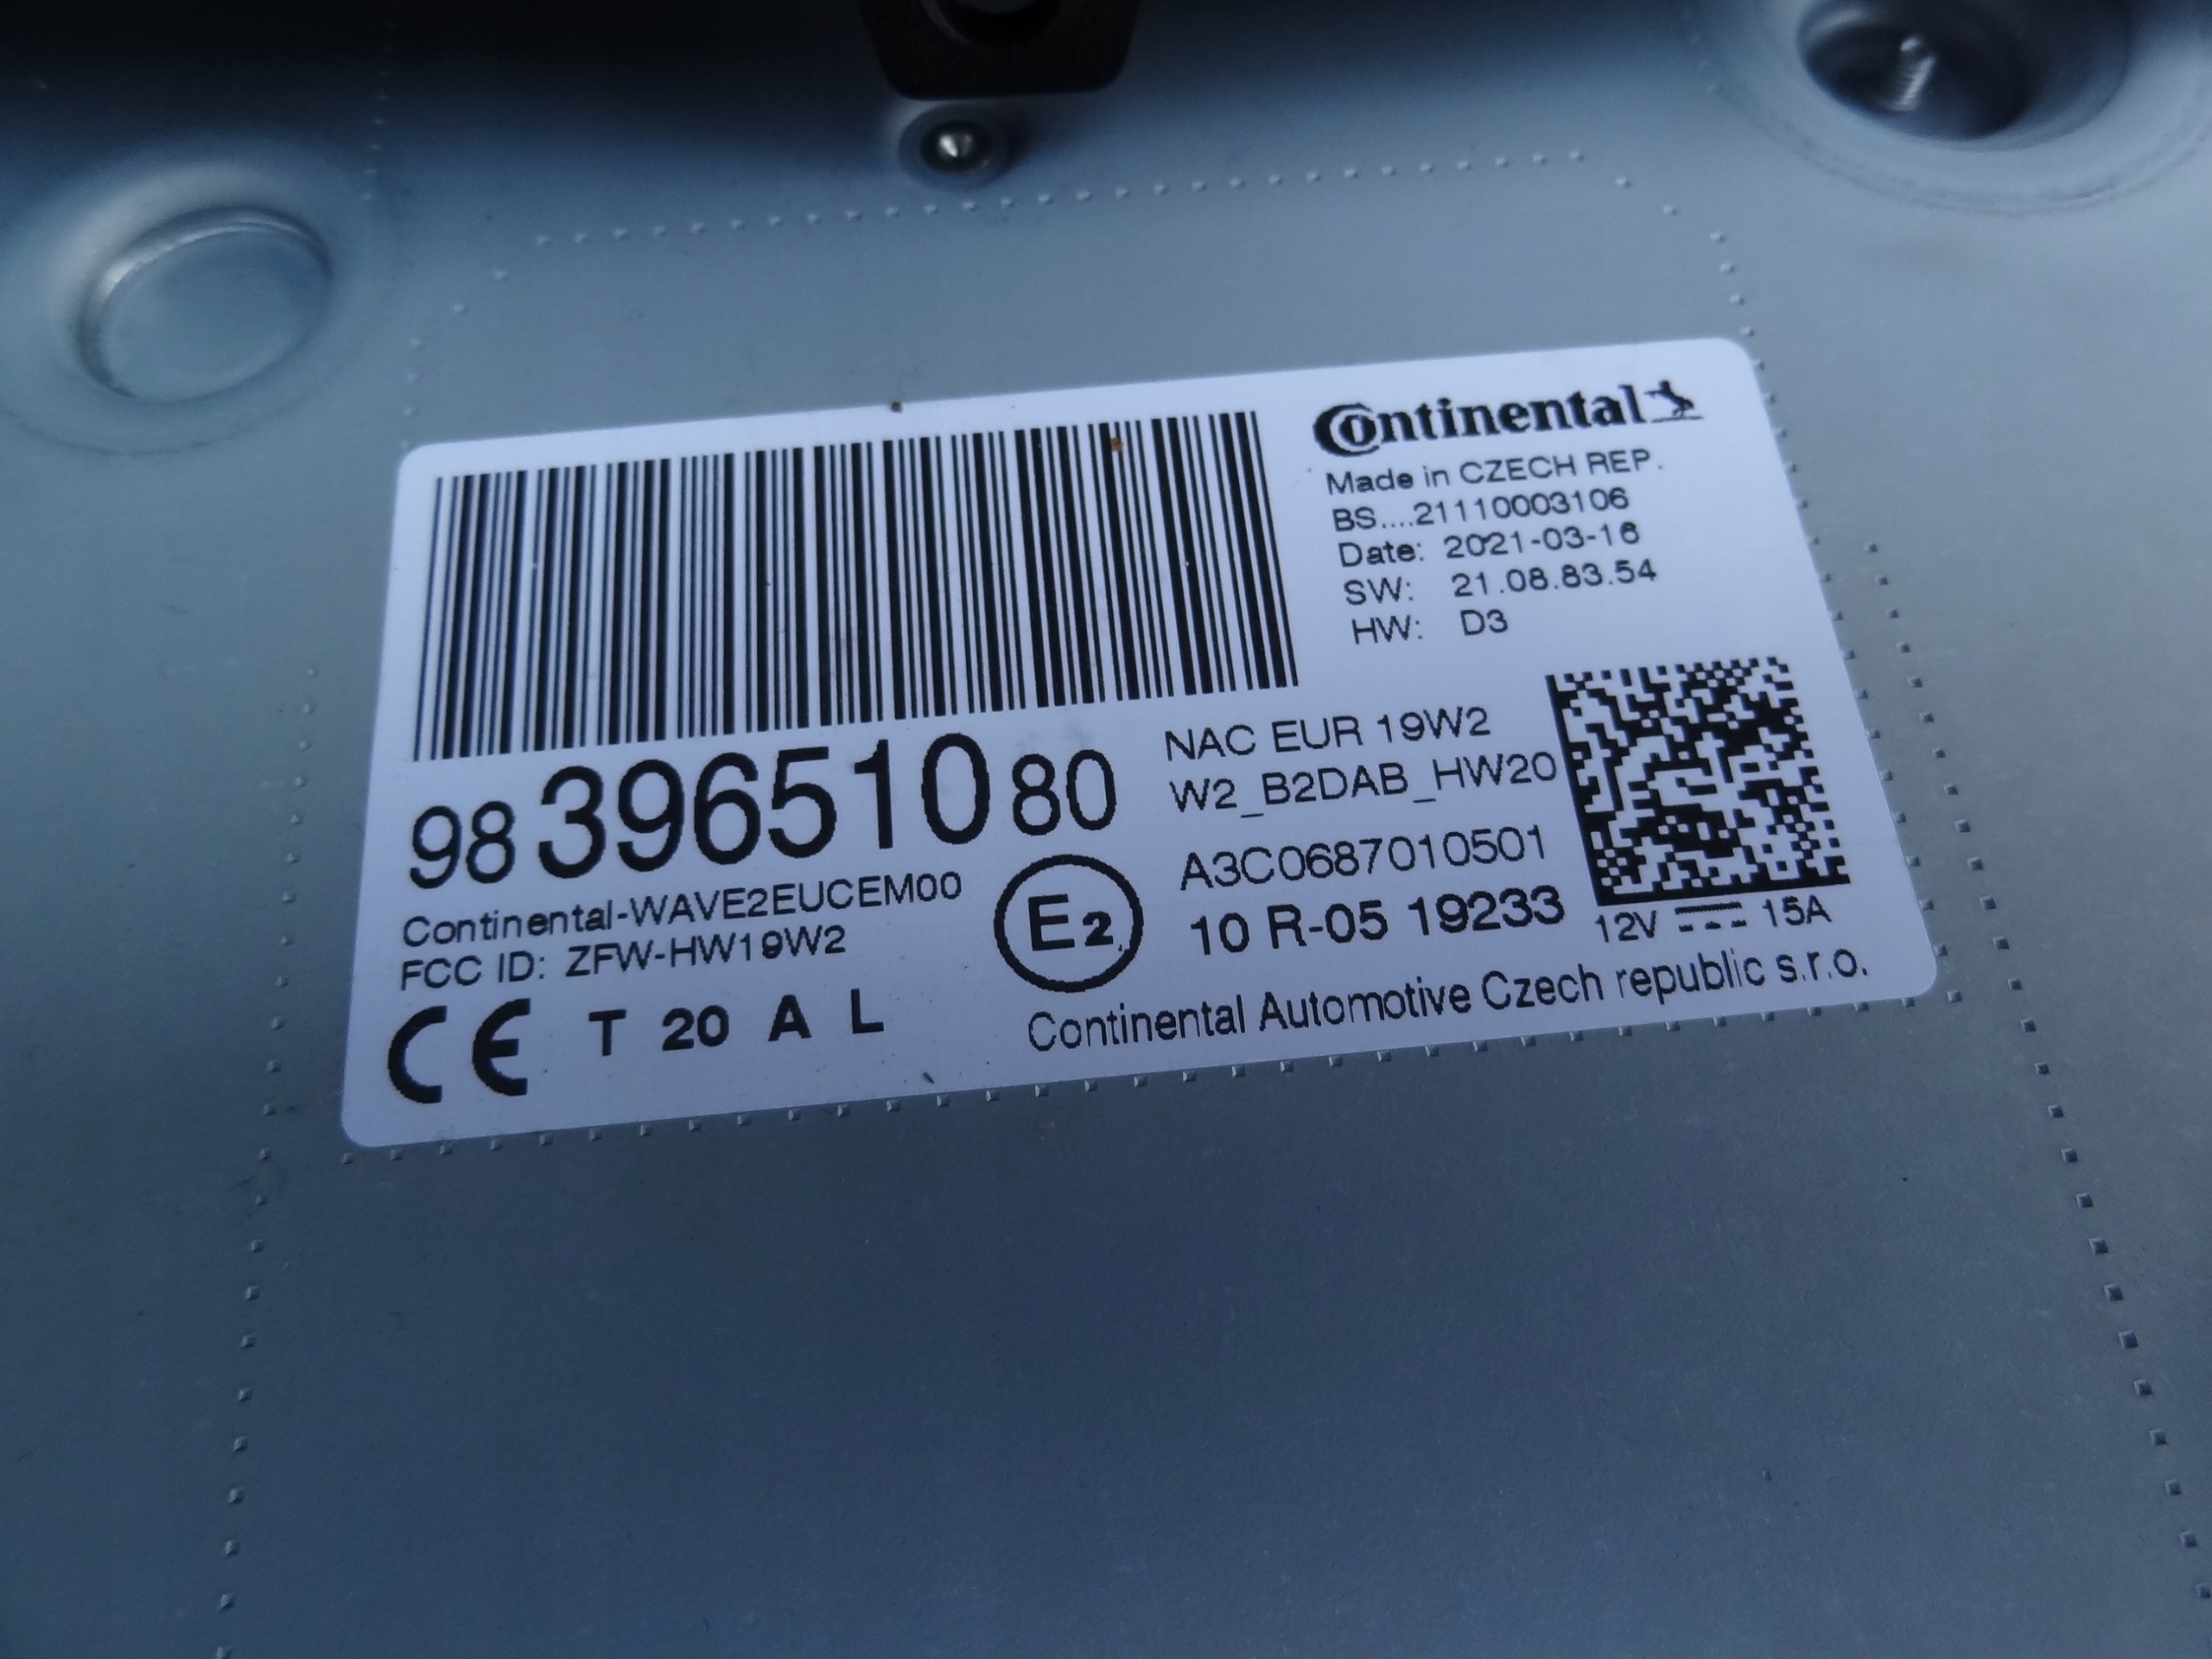 Continental
Made in CZECH REP.
BS....21110003106
Date: 2021-03-16
SW: 21.08.83.54
HW: D3
98 396510 80
NAC EUR 19W2
W2_B2DAB_HW20
A3C0687010501
Continental-WAVE2EUCEM00
FCC ID: ZFW-HW19W2
E2
10 R-05 19233
12V 15A
CE T 20 A L
Continental Automotive Czech republic s.r.o.